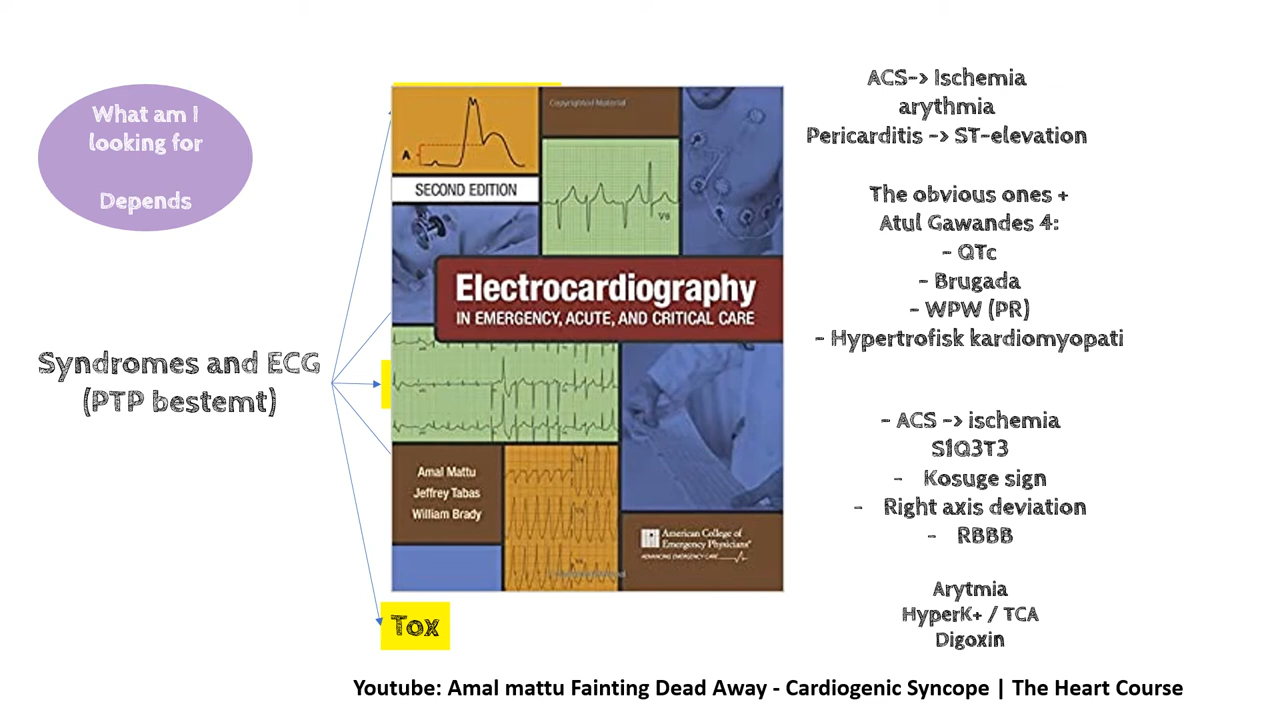 What am I
looking for
Depends
Syndromes and ECG
(PTP bestemt)
Copyrighted Material
A
SECOND EDITION
V6
Electrocardiography
IN EMERGENCY, ACUTE, AND CRITICAL CARE
Amal Mattu
Jeffrey Tabas
William Brady
American College of
Emergency Physicians®
ADVANCING EMERGENCY CARE
Tox
ACS-> Ischemia
arythmia
Pericarditis -> ST-elevation
The obvious ones +
Atul Gawandes 4:
- QTc
- Brugada
- WPW (PR)
- Hypertrofisk kardiomyopati
- ACS -> ischemia
S1Q3T3
- Kosuge sign
- Right axis deviation
- RBBB
Arytmia
HyperK+ / TCA
Digoxin
Youtube: Amal mattu Fainting Dead Away - Cardiogenic Syncope | The Heart Course